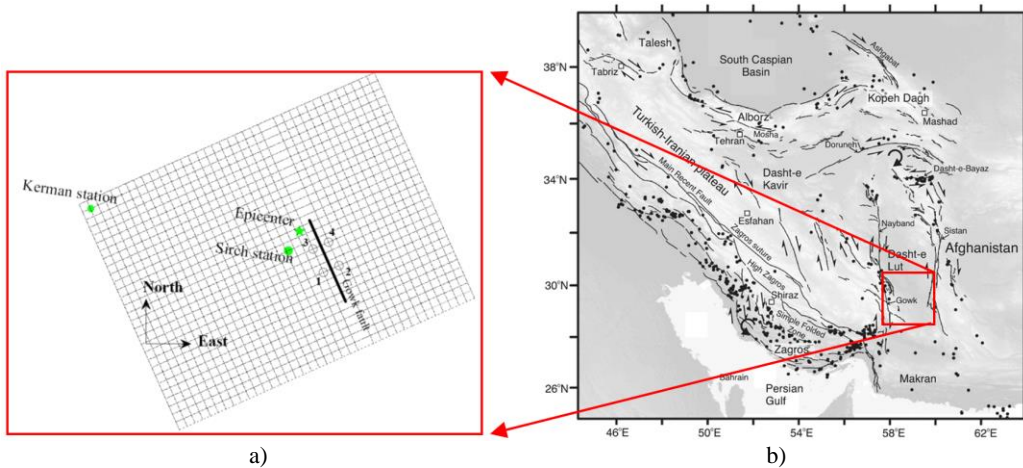 Kerman station
Epicenter
Sirch station
3
4
1
2
Gowk fault
North
East
a)
38°N
36°N
34°N
32°N
30°N
28°N
26°N
46°E
50°E
54°E
58°E
62°E
Talesh
Tabriz
South Caspian
Basin
Ashgabat
Kopeh Dagh
Mashad
Alborz
Mosha
Tehran
Doruneh
Turkish-Iranian plateau
Dasht-e
Kavir
Dasht-e-Bayaz
Main Recent Fault
Esfahan
Nayband
Sistan
Zagros suture
Dasht-e
Lut
Afghanistan
High Zagros
Shiraz
Gowk
Simple Folded
Zone
Zagros
Bahrain
Persian
Gulf
Makran
b)